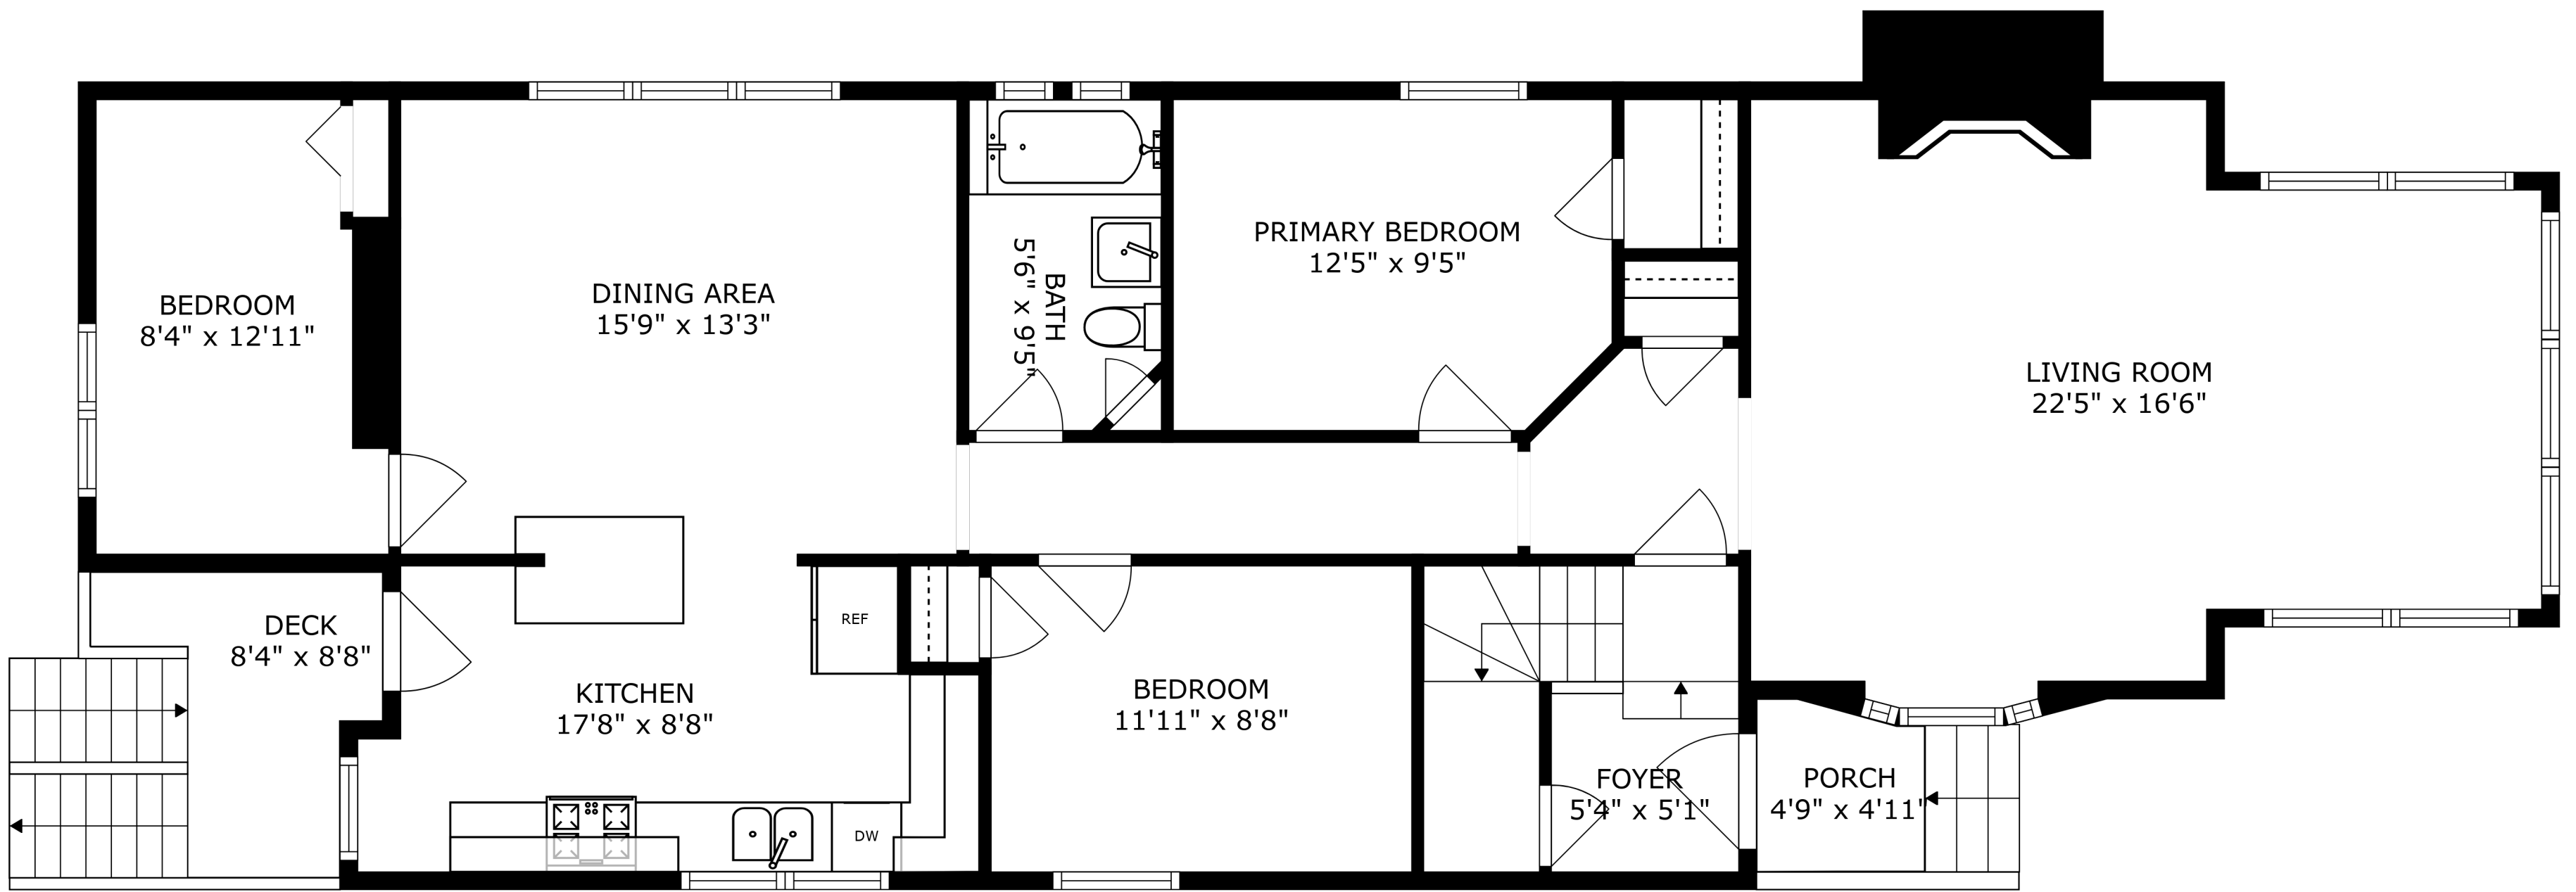 BEDROOM
8'4" x 12'11"
DINING AREA
15'9" x 13'3"
BATH
5'6" x 9'5"
PRIMARY BEDROOM
12'5" x 9'5"
LIVING ROOM
22'5" x 16'6"
DECK
8'4" x 8'8"
KITCHEN
17'8" x 8'8"
REF
DW
BEDROOM
11'11" x 8'8"
FOYER
5'4" x 5'1"
PORCH
4'9" x 4'11"